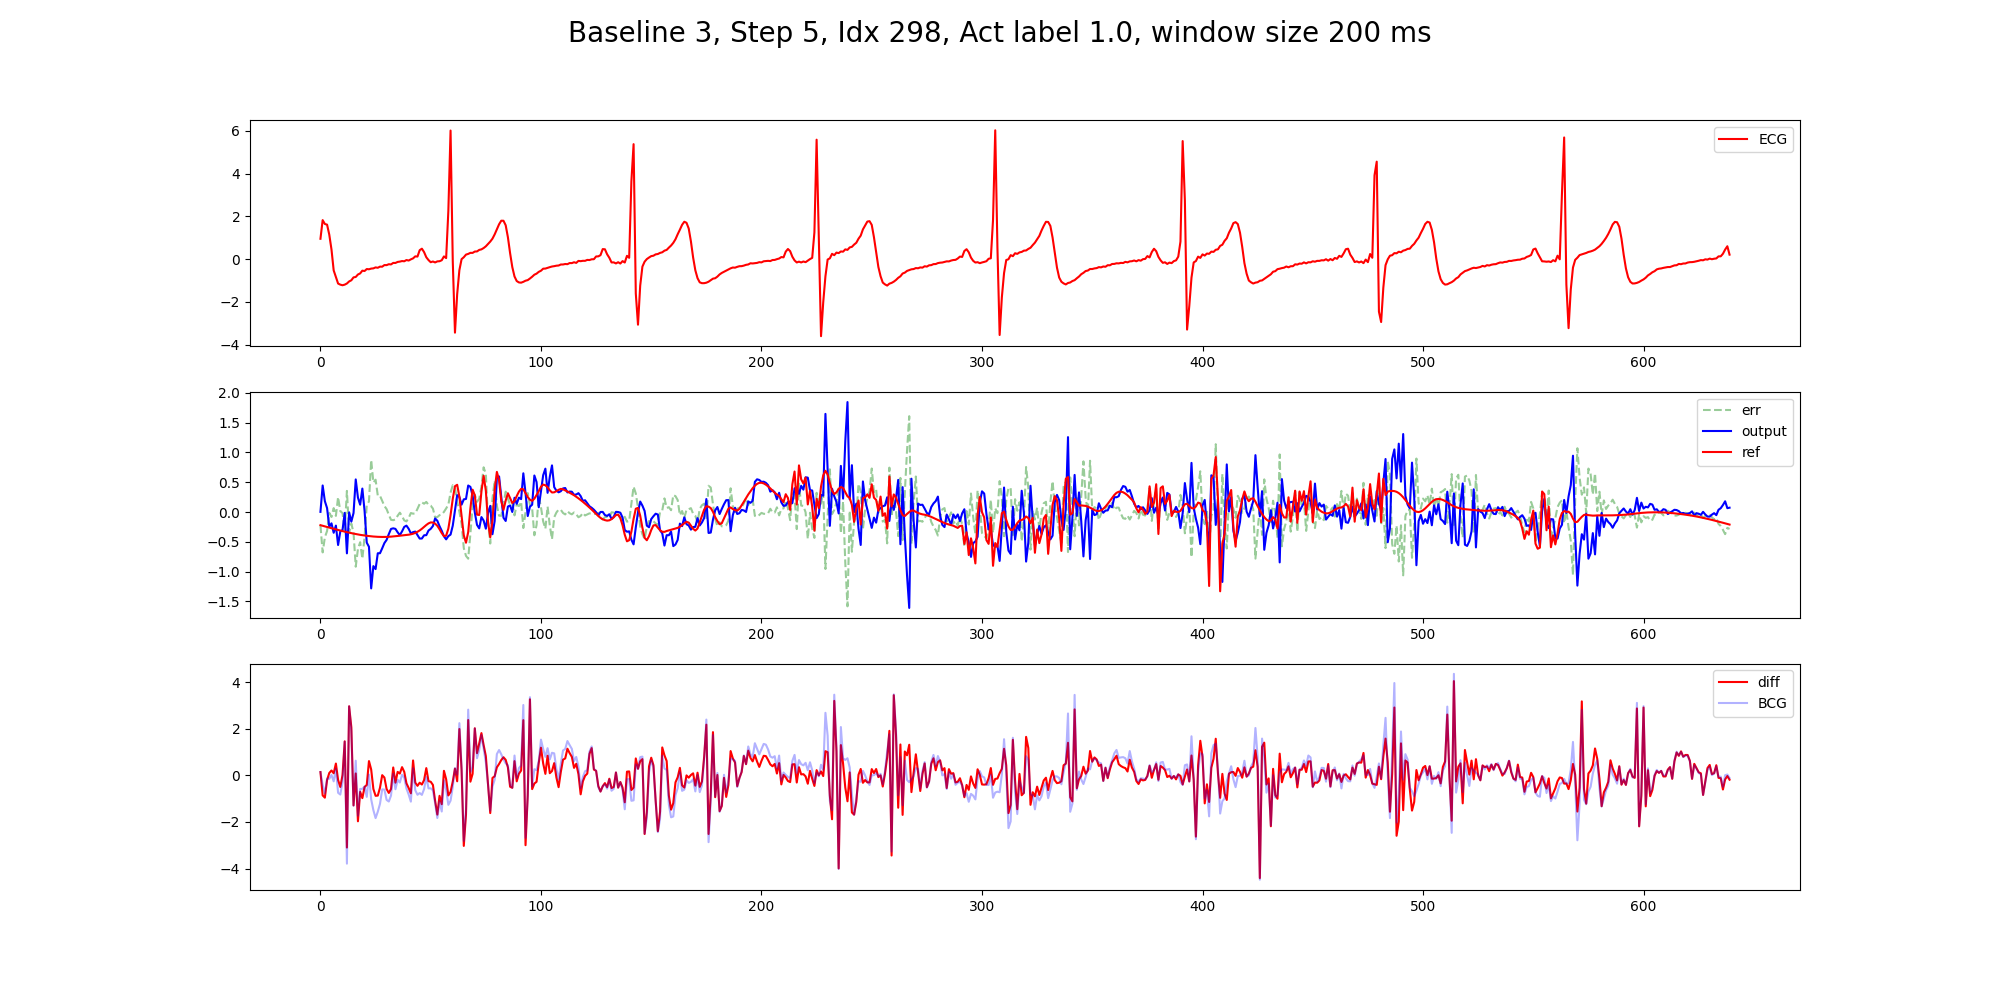 Baseline 3, Step 5, Idx 298, Act label 1.0, window size 200 ms
6
4
2
0
−2
−4
ECG
0 100 200 300 400 500 600
2.0
1.5
1.0
0.5
0.0
−0.5
−1.0
−1.5
err
output
ref
0 100 200 300 400 500 600
4
2
0
−2
−4
diff
BCG
0 100 200 300 400 500 600